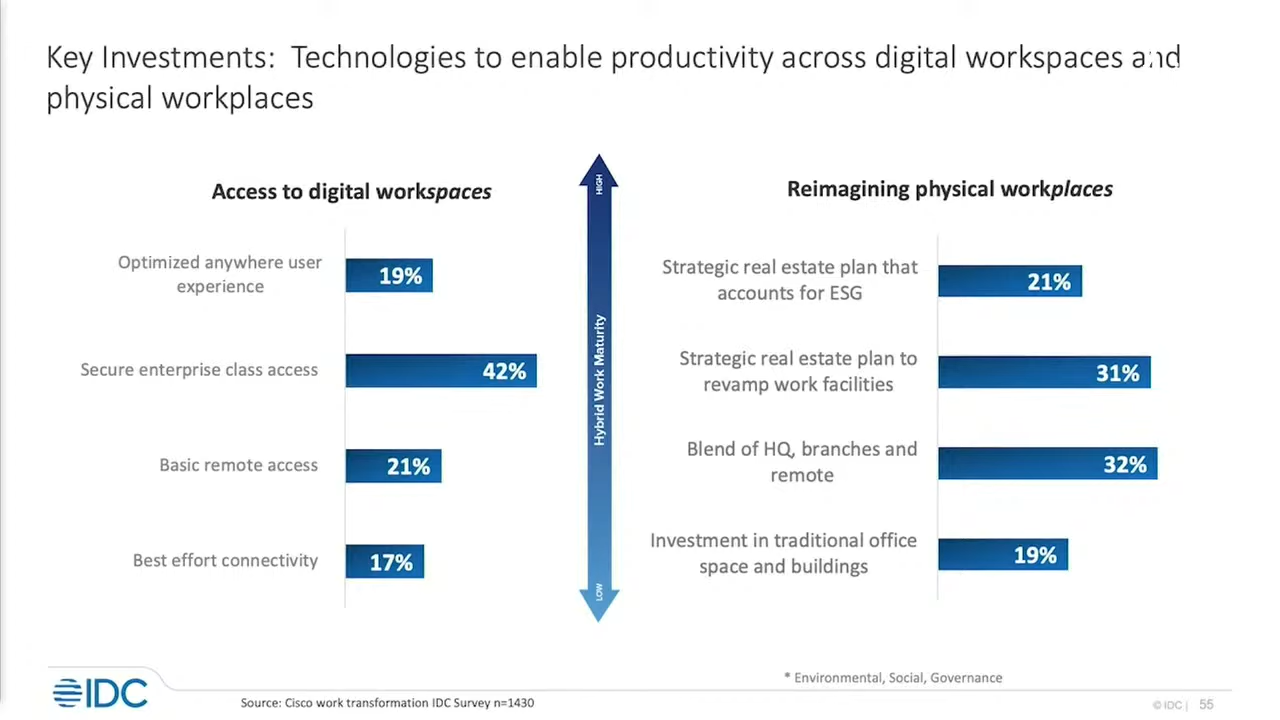 Key Investments: Technologies to enable productivity across digital workspaces and
physical workplaces
Access to digital workspaces
Optimized anywhere user
experience
19%
Secure enterprise class access
42%
Basic remote access
21%
Best effort connectivity
17%
HIGH
Hybrid Work Maturity
LOW
Reimagining physical workplaces
Strategic real estate plan that
accounts for ESG
21%
Strategic real estate plan to
revamp work facilities
31%
Blend of HQ, branches and
remote
32%
Investment in traditional office
space and buildings
19%
* Environmental, Social, Governance
IDC
Source: Cisco work transformation IDC Survey n=1430
© IDC | 55